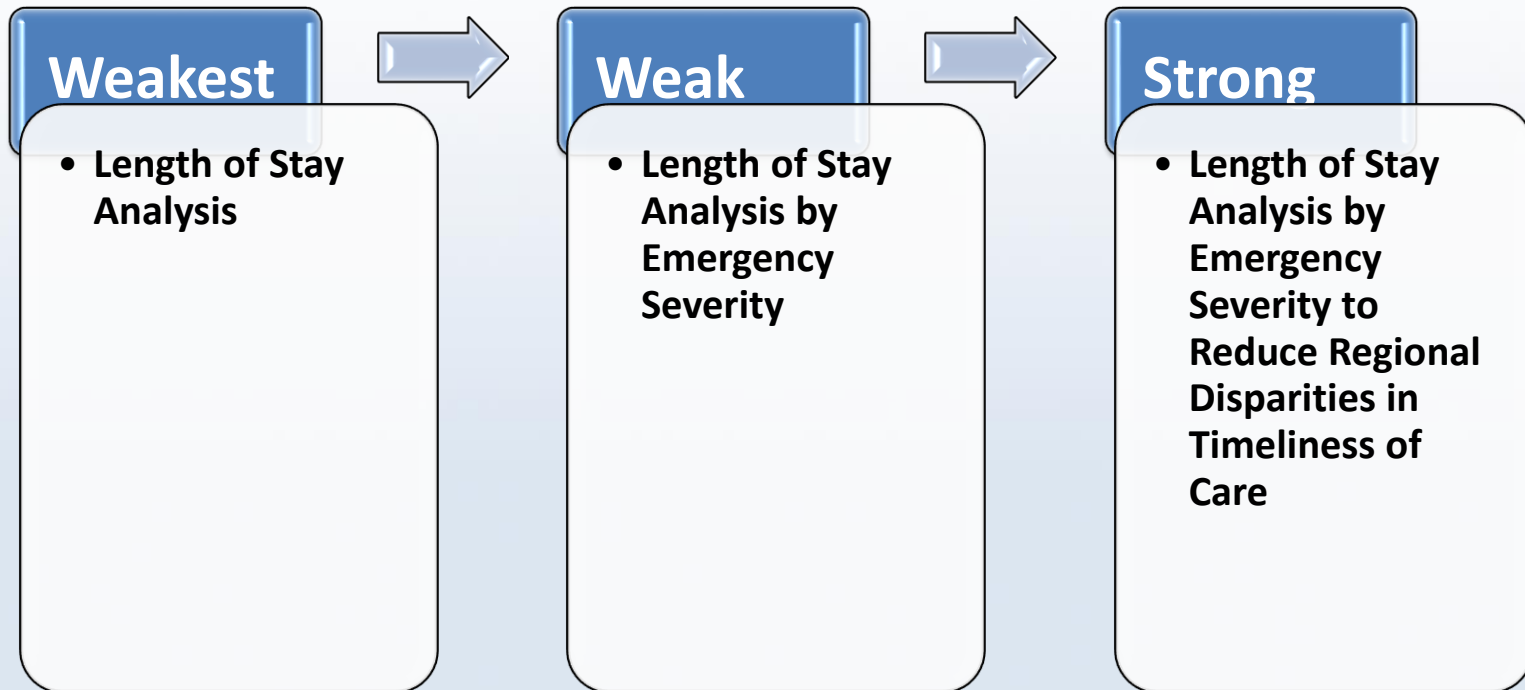 Weakest
• Length of Stay
Analysis
Weak
• Length of Stay
Analysis by
Emergency
Severity
Strong
• Length of Stay
Analysis by
Emergency
Severity to
Reduce Regional
Disparities in
Timeliness of
Care